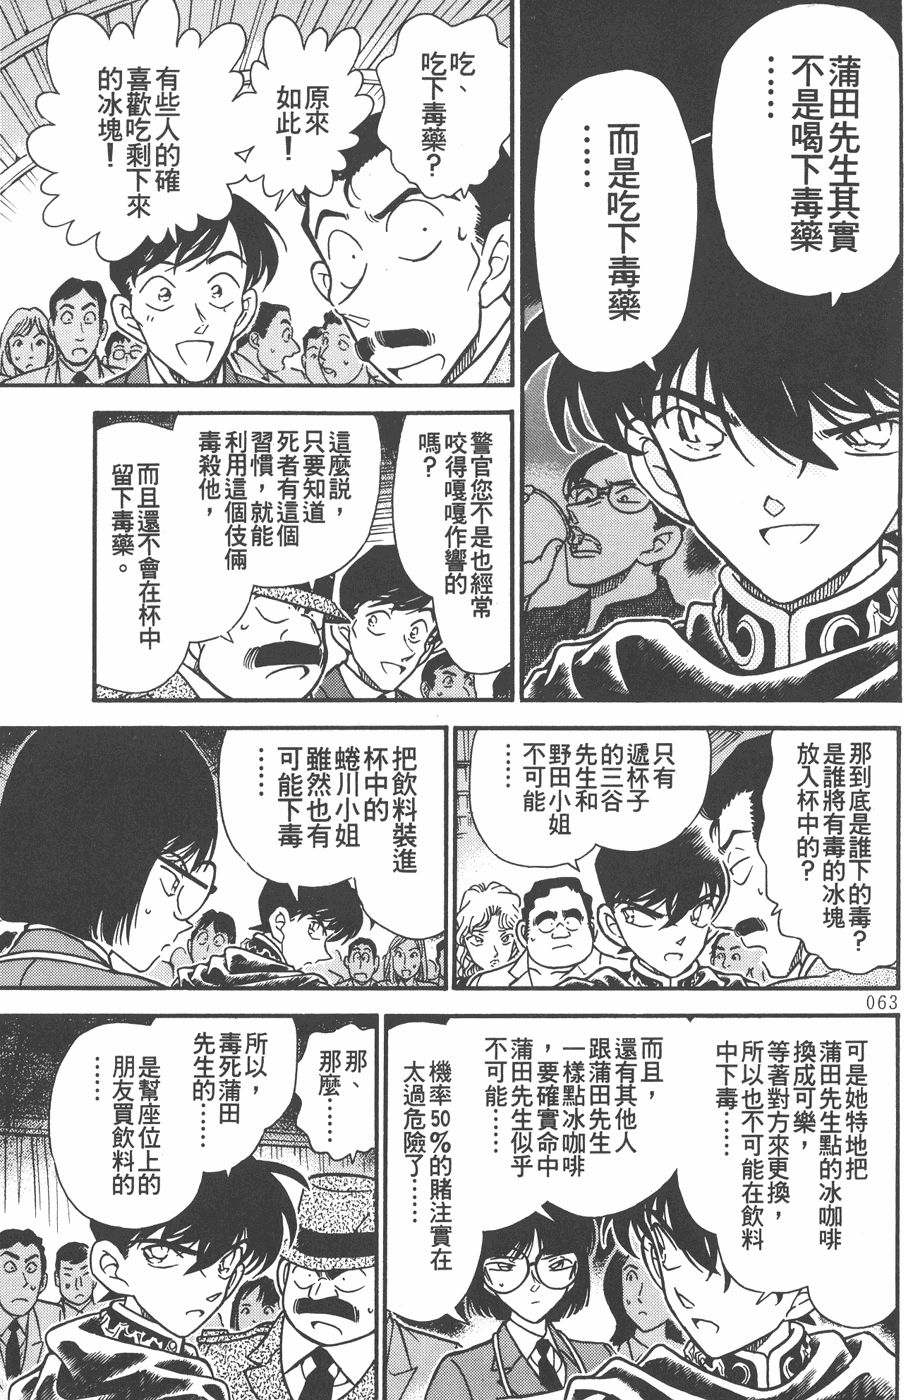 蒲田先生其實
不是喝下毒藥
……
而是吃下毒藥
……
吃、
吃下毒藥？
原來
如此！
有些人的確
喜歡吃剩下來
的冰塊！
警官您不是也經常
咬得嘎嘎作響的
嗎？
這麼說，
只要知道
死者有這個
習慣，就能
利用這個伎倆
毒殺他，
而且還不會在杯中
留下毒藥。
那到底是誰下的毒？
是誰將有毒的冰塊
放入杯中的？
只有
遞杯子
的三谷
先生和
野田小姐
不可能
把飲料裝進
杯中的
蜷川小姐
雖然也有
可能下毒
……
063
可是她特地把
蒲田先生點的冰咖啡
換成可樂，
等著對方來更換，
所以也不可能在飲料
中下毒……
而且，
還有其他人
跟蒲田先生
一樣點冰咖啡
，要確實命中
蒲田先生似乎
不可能……
機率50%的賭注實在
太過危險了……
那、
那麼……
所以，
毒死蒲田
先生的……
是幫座位上的
朋友買飲料的
……